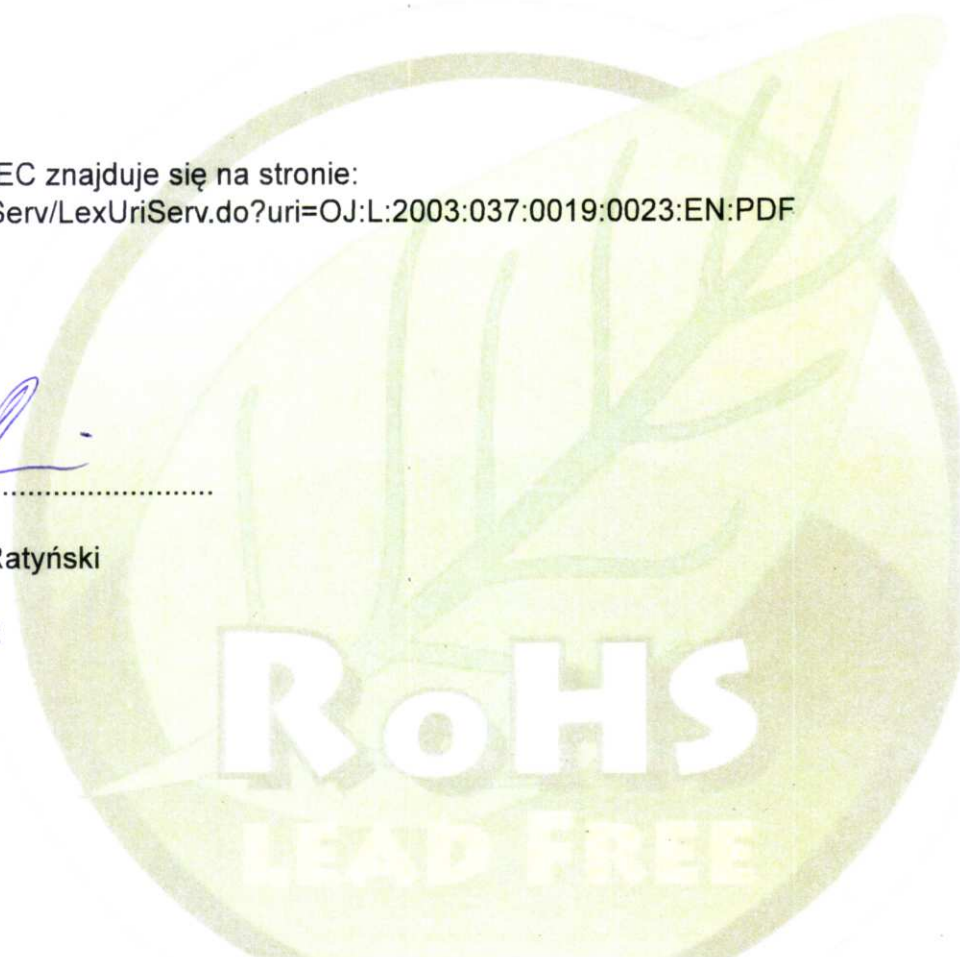 EC znajduje się na stronie:
Serv/LexUriServ.do?uri=OJ:L:2003:037:0019:0023:EN:PDF
Ratyński
RoHS
LEAD FREE